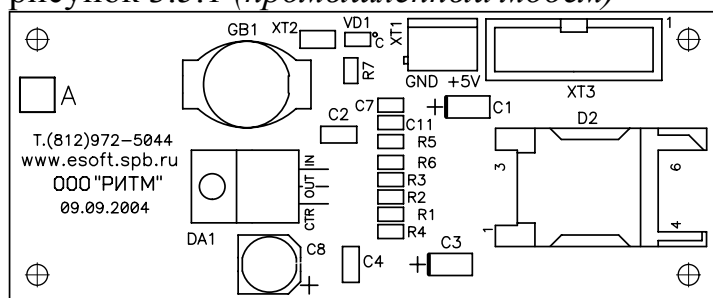 рисунок 3.3.1 (промышленный модем)
GB1
XT2
VD1
C
XT1
1
R7
GND +5V
XT3
A
C7
C1
C11
C2
D2
R5
Т.(812)972-5044
www.esoft.spb.ru
ООО "РИТМ"
09.09.2004
IN
OUT
CTR
R6
R3
R2
R1
R4
3
6
1
4
DA1
C8
C4
C3